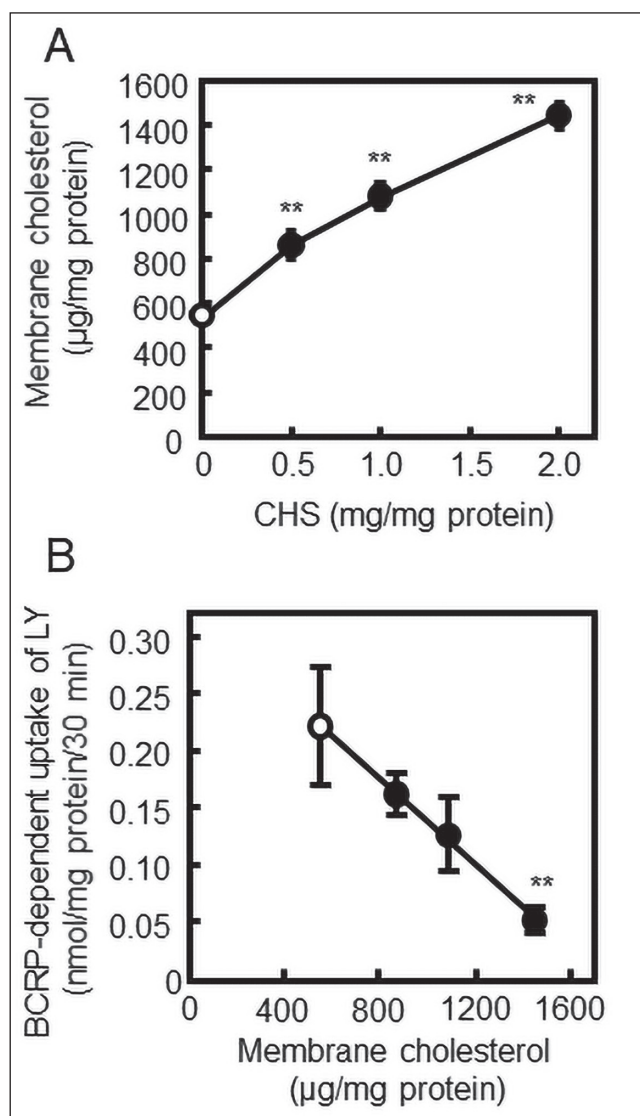 A
Membrane cholesterol
(µg/mg protein)
1600
1400
1200
1000
800
600
400
200
0
**
**
**
0 0.5 1.0 1.5 2.0
CHS (mg/mg protein)
B
BCRP-dependent uptake of LY
(nmol/mg protein/30 min)
0.30
0.25
0.20
0.15
0.10
0.05
0
**
0 400 800 1200 1600
Membrane cholesterol
(µg/mg protein)